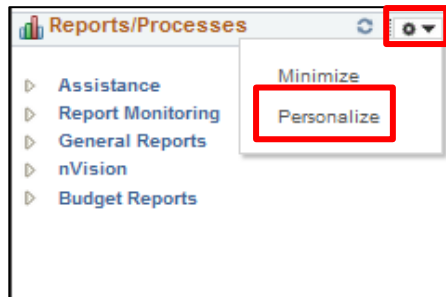 Reports/Processes
Minimize
Assistance
Personalize
Report Monitoring
General Reports
nVision
Budget Reports